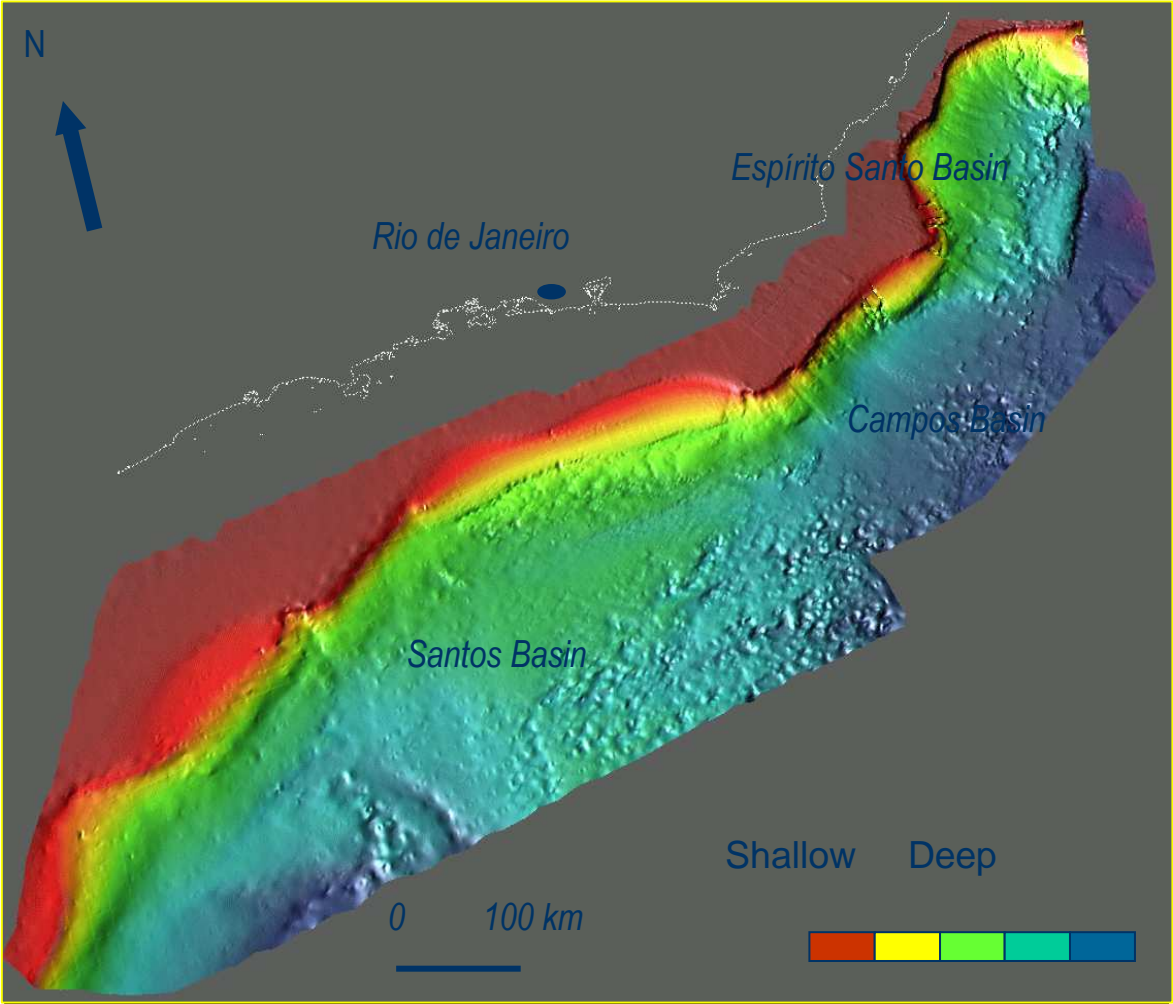 N
Espírito Santo Basin
Rio de Janeiro
Campos Basin
Santos Basin
Shallow Deep
0 100 km